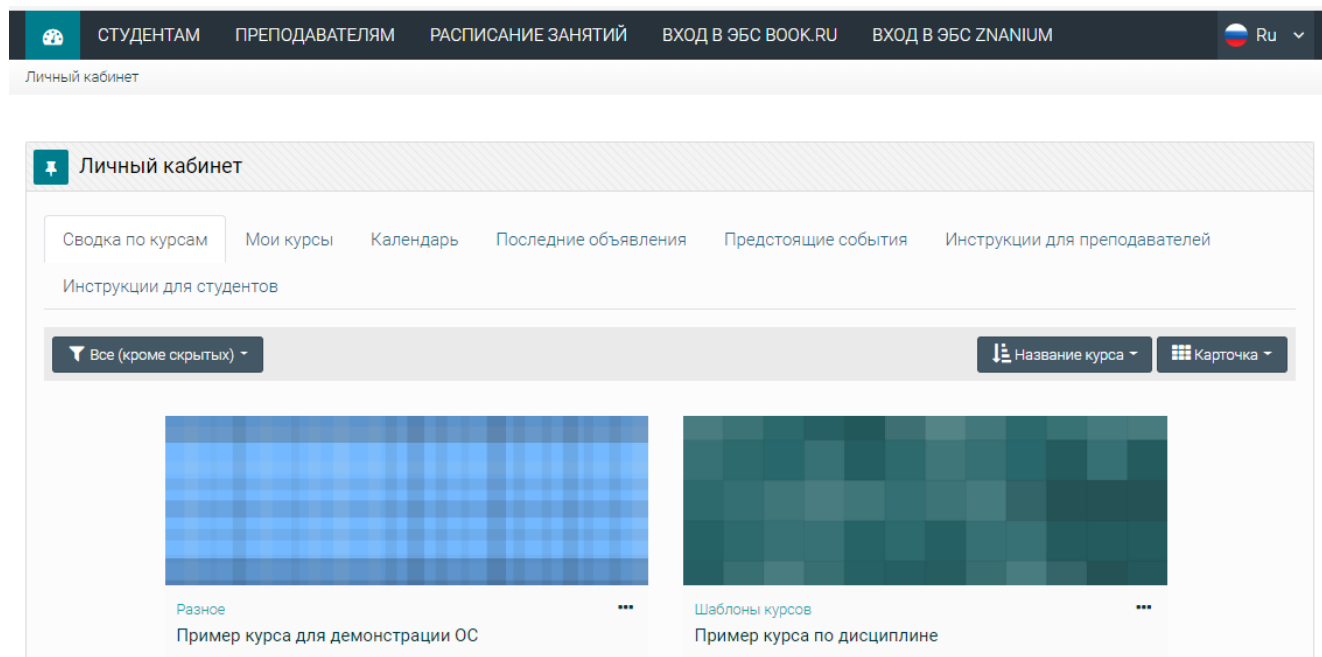 СТУДЕНТАМ ПРЕПОДАВАТЕЛЯМ РАСПИСАНИЕ ЗАНЯТИЙ ВХОД В ЭБС BOOK.RU ВХОД В ЭБС ZNANIUM Ru
Личный кабинет
Личный кабинет
Сводка по курсам Мои курсы Календарь Последние объявления Предстоящие события Инструкции для преподавателей
Инструкции для студентов
Все (кроме скрытых) Название курса Карточка
Разное Шаблоны курсов
Пример курса для демонстрации ОС Пример курса по дисциплине